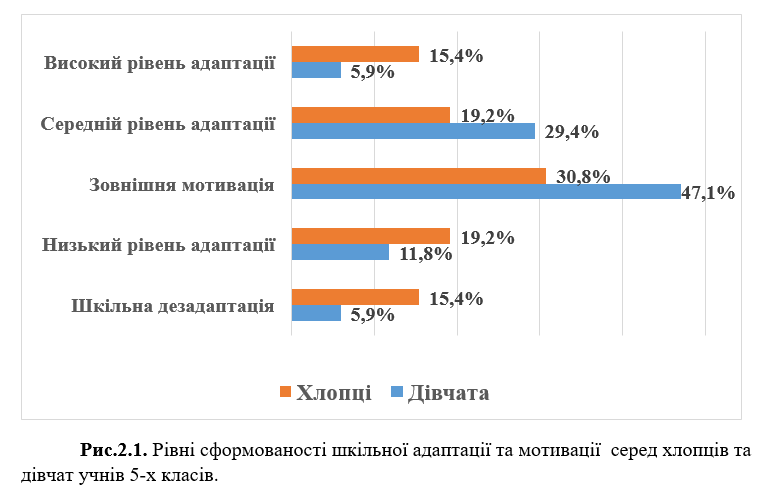 Високий рівень адаптації
15,4%
5,9%
Середній рівень адаптації
19,2%
29,4%
Зовнішня мотивація
30,8%
47,1%
Низький рівень адаптації
19,2%
11,8%
Шкільна дезадаптація
15,4%
5,9%
Хлопці Дівчата
Рис.2.1. Рівні сформованості шкільної адаптації та мотивації серед хлопців та
дівчат учнів 5-х класів.